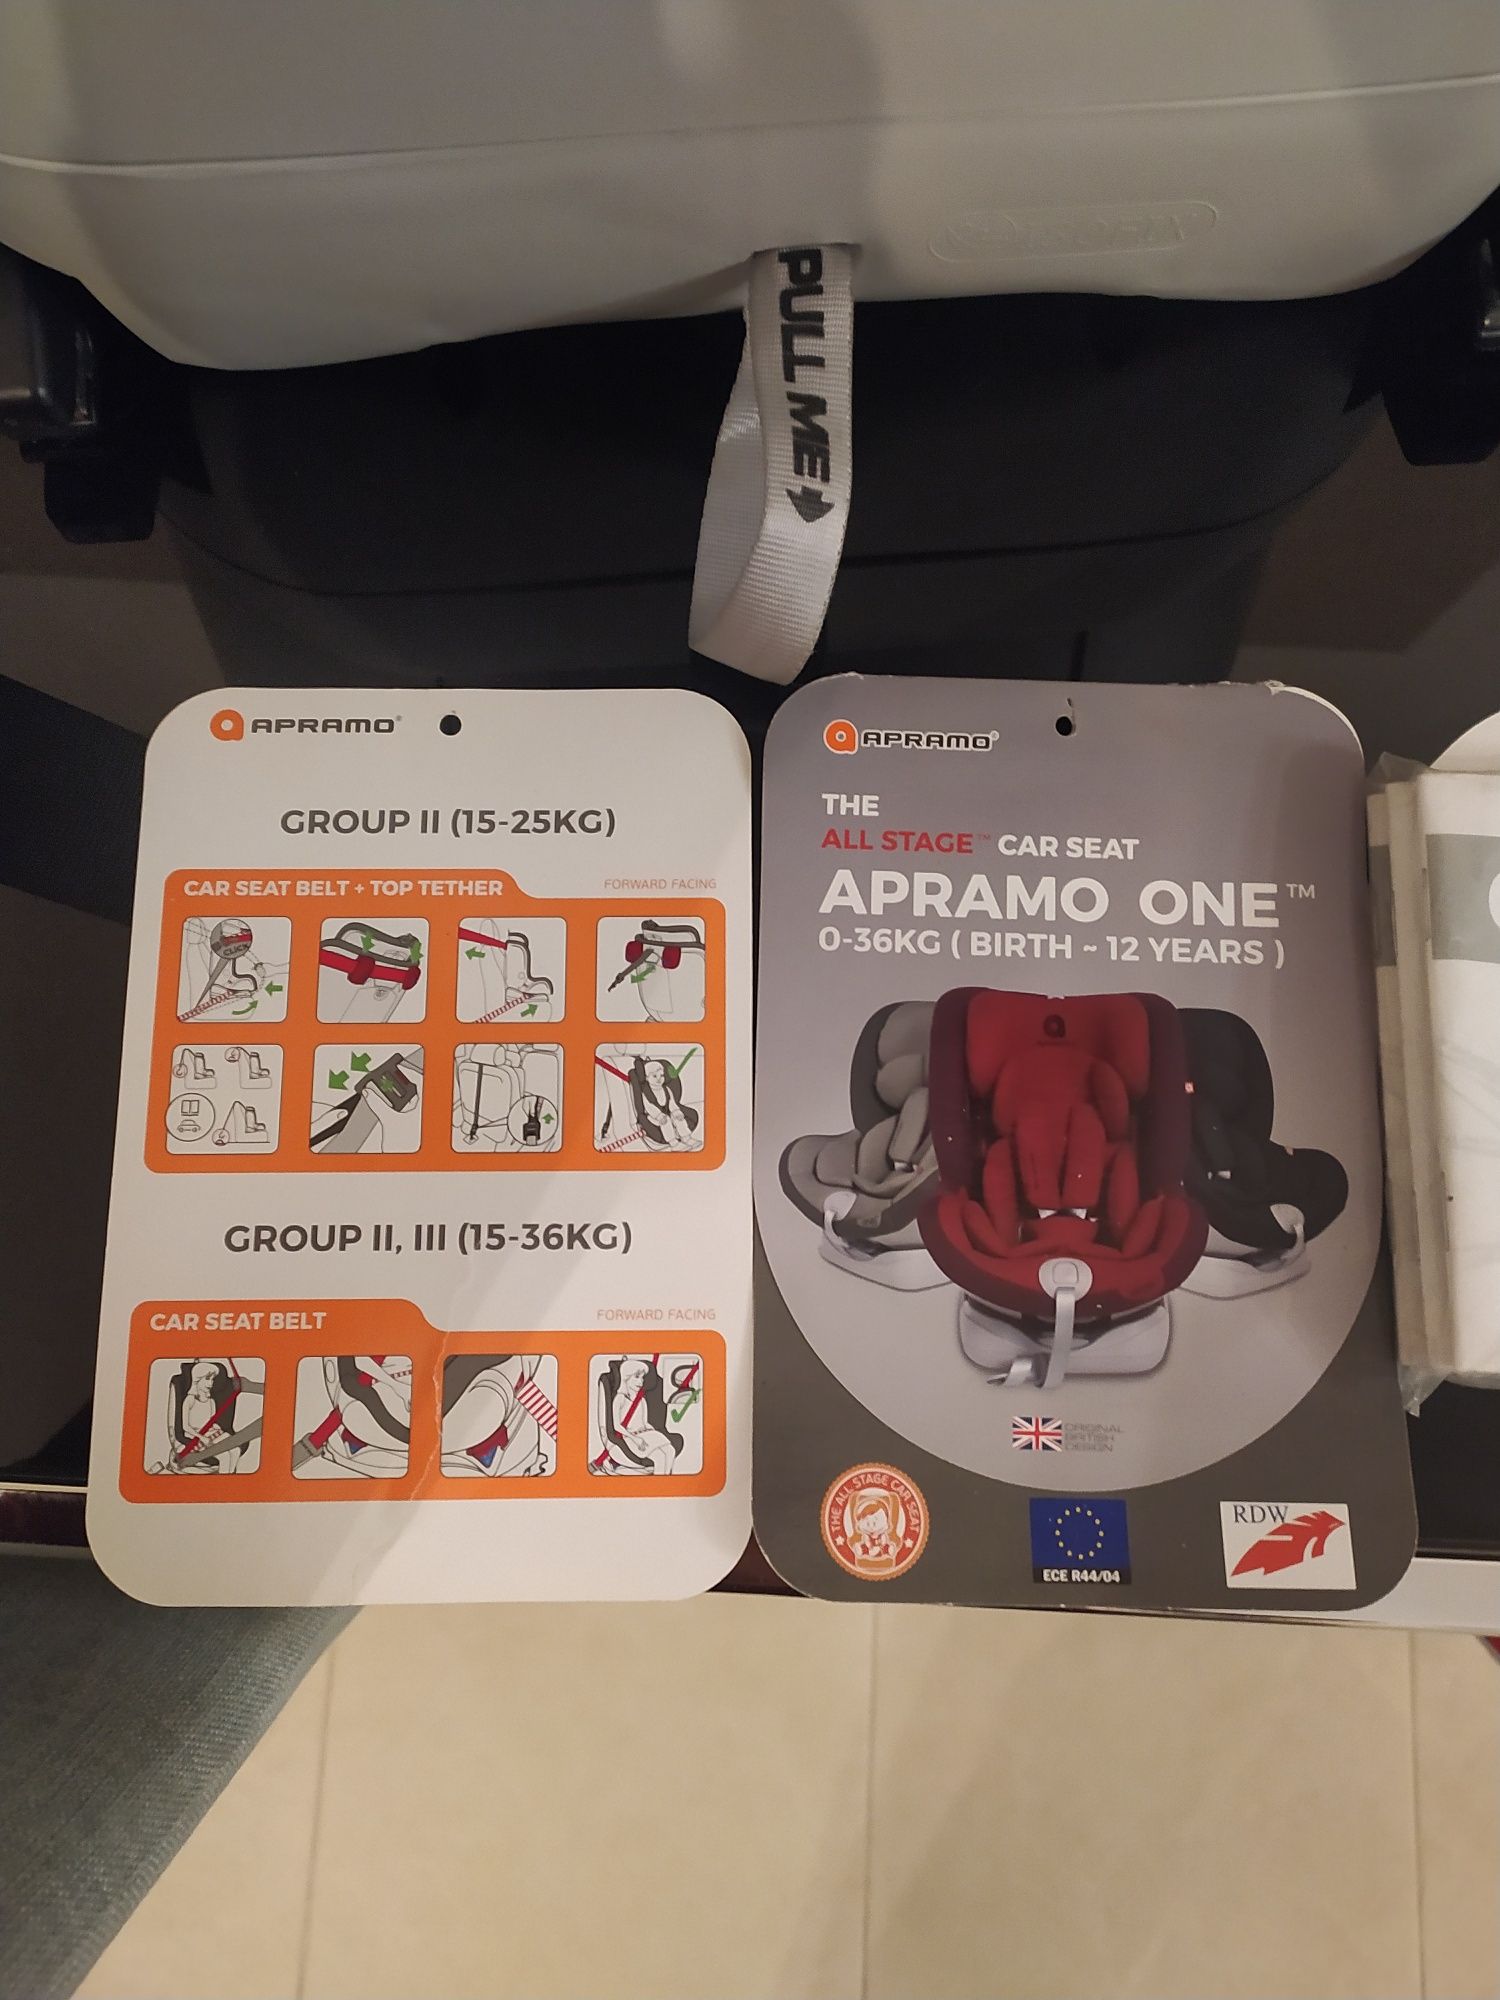 PULL ME
APRAMO
GROUP II (15-25KG)
CAR SEAT BELT + TOP TETHER
FORWARD FACING
CLICK
GROUP II, III (15-36KG)
CAR SEAT BELT
FORWARD FACING
APRAMO®
THE
ALL STAGE™ CAR SEAT
APRAMO ONE™
0-36KG ( BIRTH ~ 12 YEARS )
ORIGINAL
BRITISH
DESIGN
THE ALL STAGE CAR SEAT
ECE R44/04
RDW